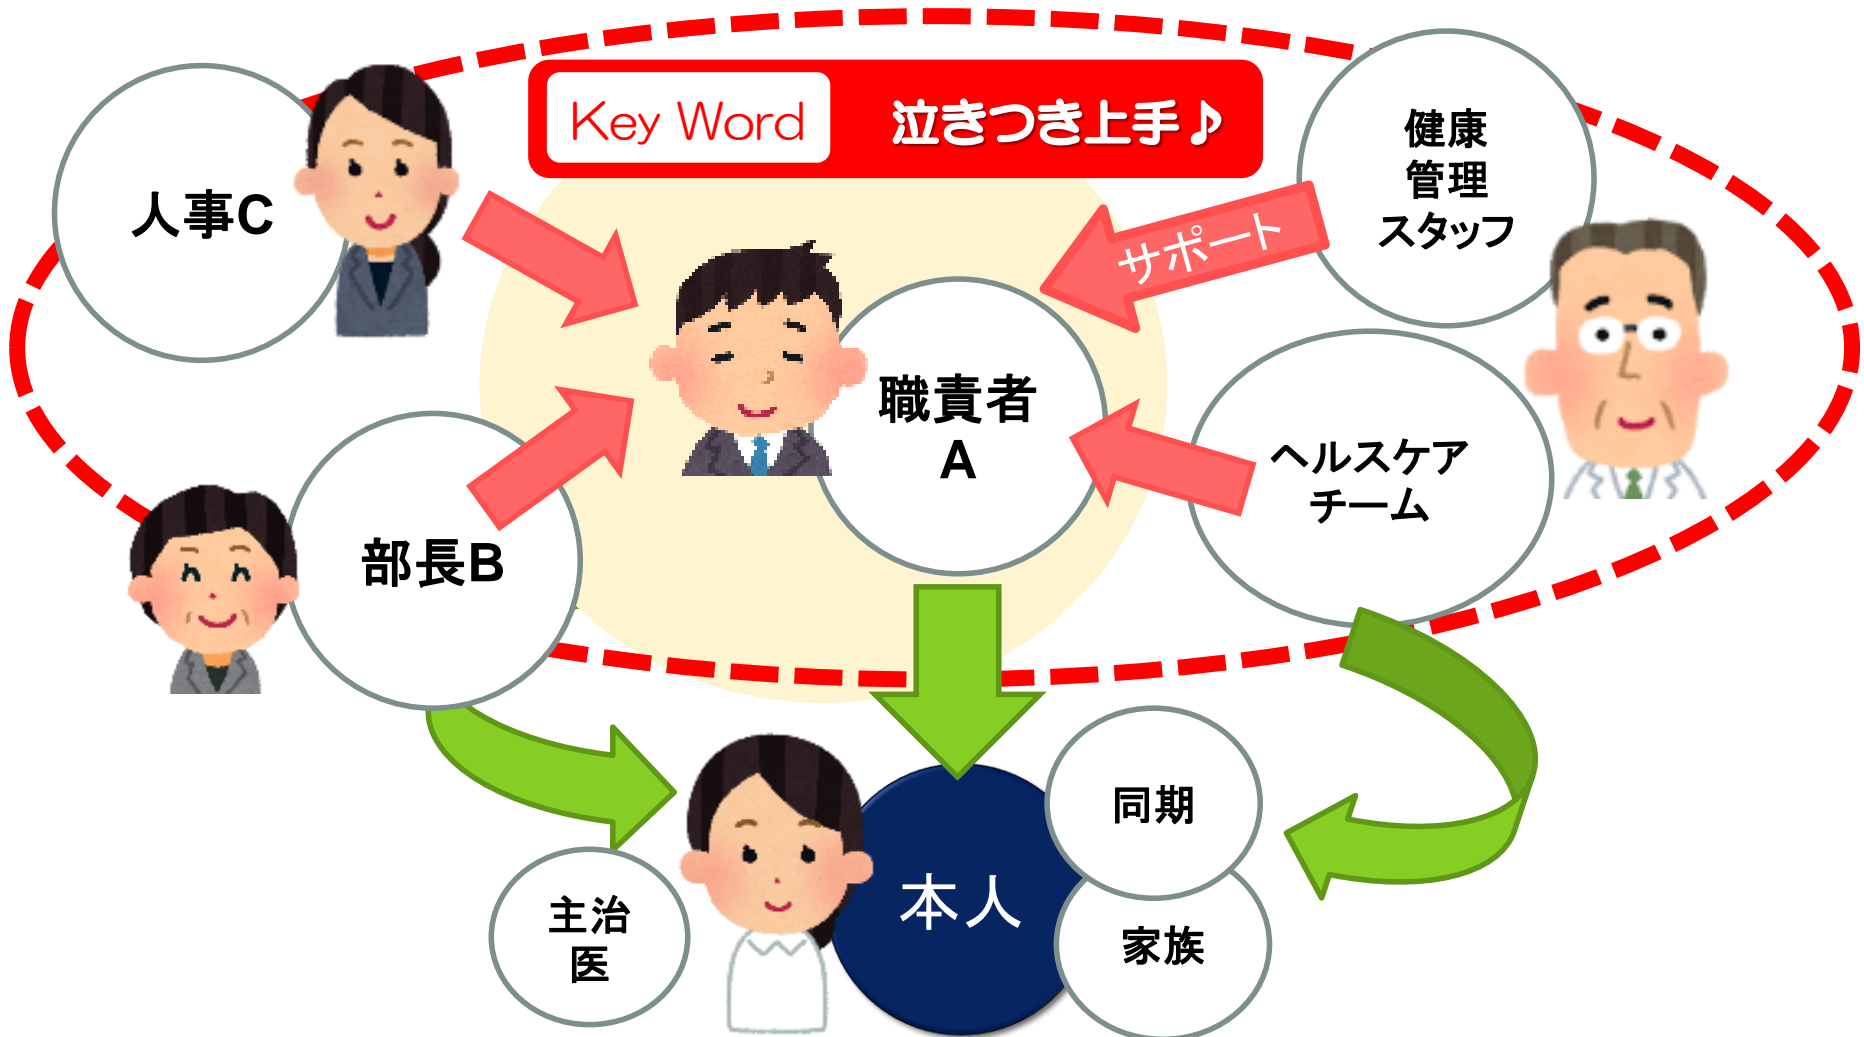 Key Word 泣きつき上手♪
人事C
健康
管理
スタッフ
サポート
職責者
A
ヘルスケア
チーム
部長B
同期
本人
主治
医
家族